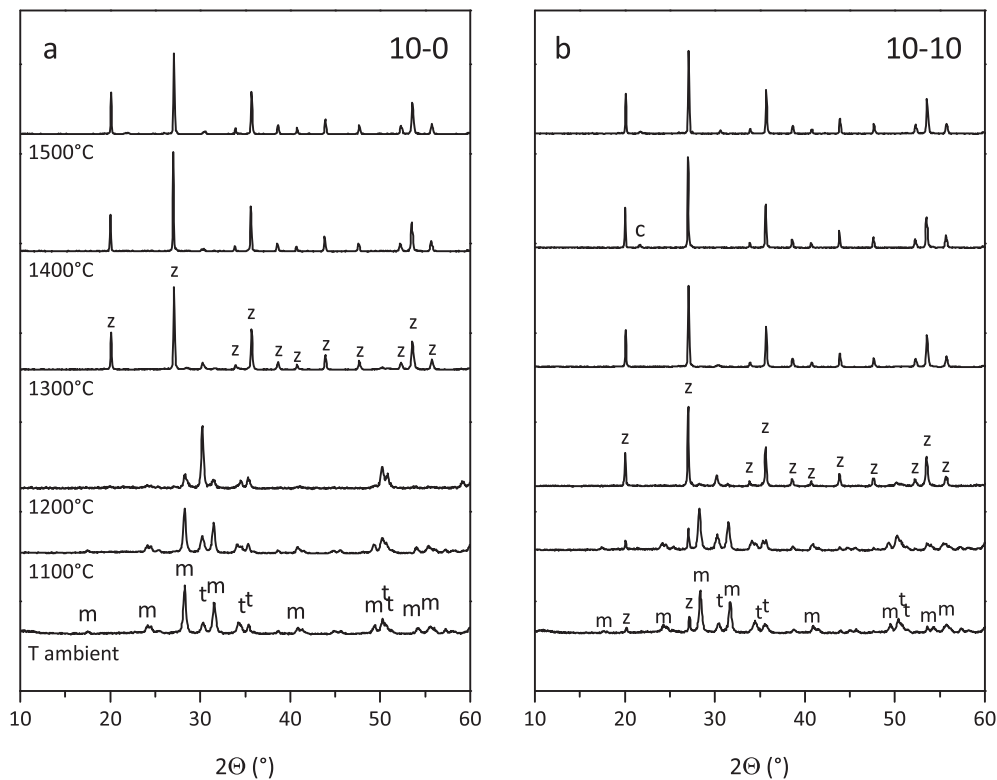 a 10-0
1500°C
1400°C
z
z z z z z z z z z z
1300°C
1200°C
1100°C
m m m t m t t m m t t m m
T ambient
10 20 30 40 50 60
2Θ (°)
b 10-10
c
z
z z z z z z z z z z
m z m z m t m t t m m t t m m
10 20 30 40 50 60
2Θ (°)